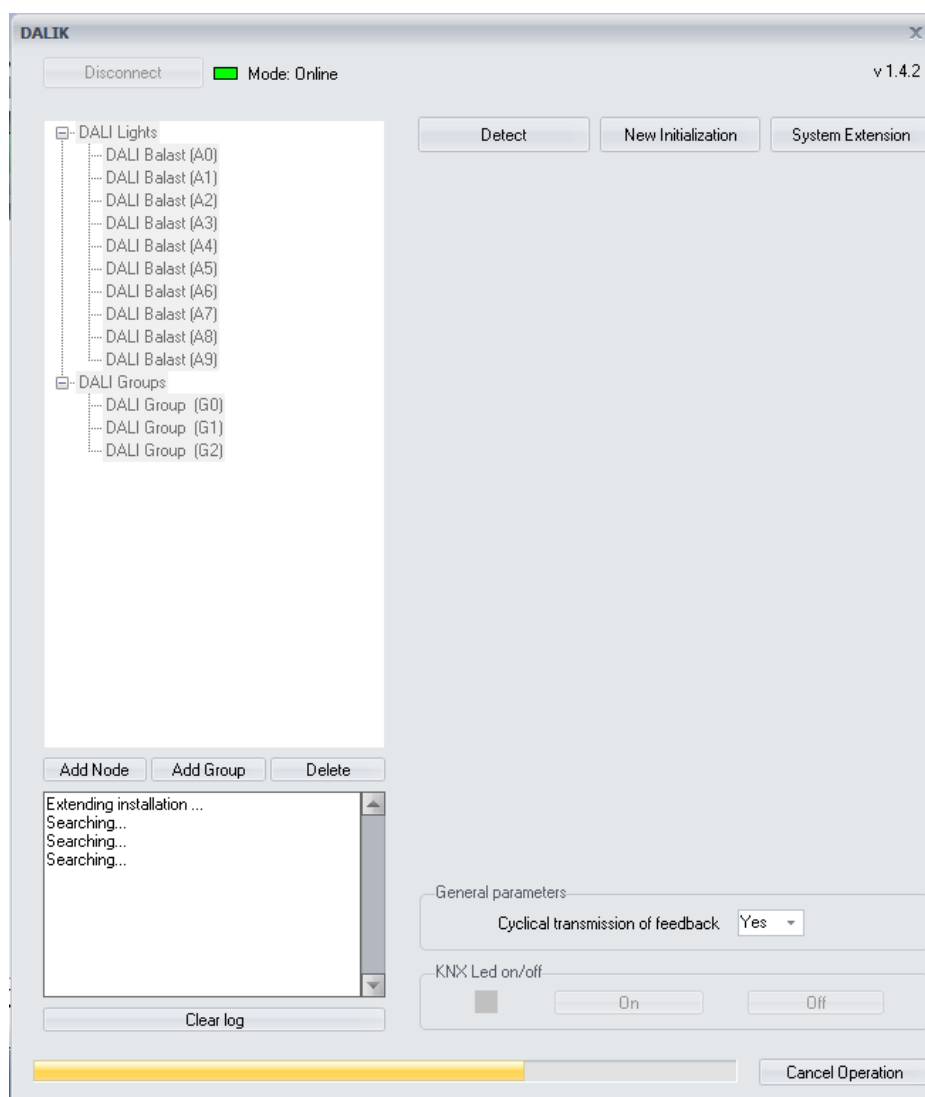 DALIK
Disconnect Mode: Online v 1.4.2
Detect New Initialization System Extension
DALI Lights
DALI Balast (A0)
DALI Balast (A1)
DALI Balast (A2)
DALI Balast (A3)
DALI Balast (A4)
DALI Balast (A5)
DALI Balast (A6)
DALI Balast (A7)
DALI Balast (A8)
DALI Balast (A9)
DALI Groups
DALI Group (G0)
DALI Group (G1)
DALI Group (G2)
Add Node Add Group Delete
Extending installation ...
Searching...
Searching...
Searching...
Clear log
General parameters
Cyclical transmission of feedback Yes
KNX Led on/off
On Off
Cancel Operation